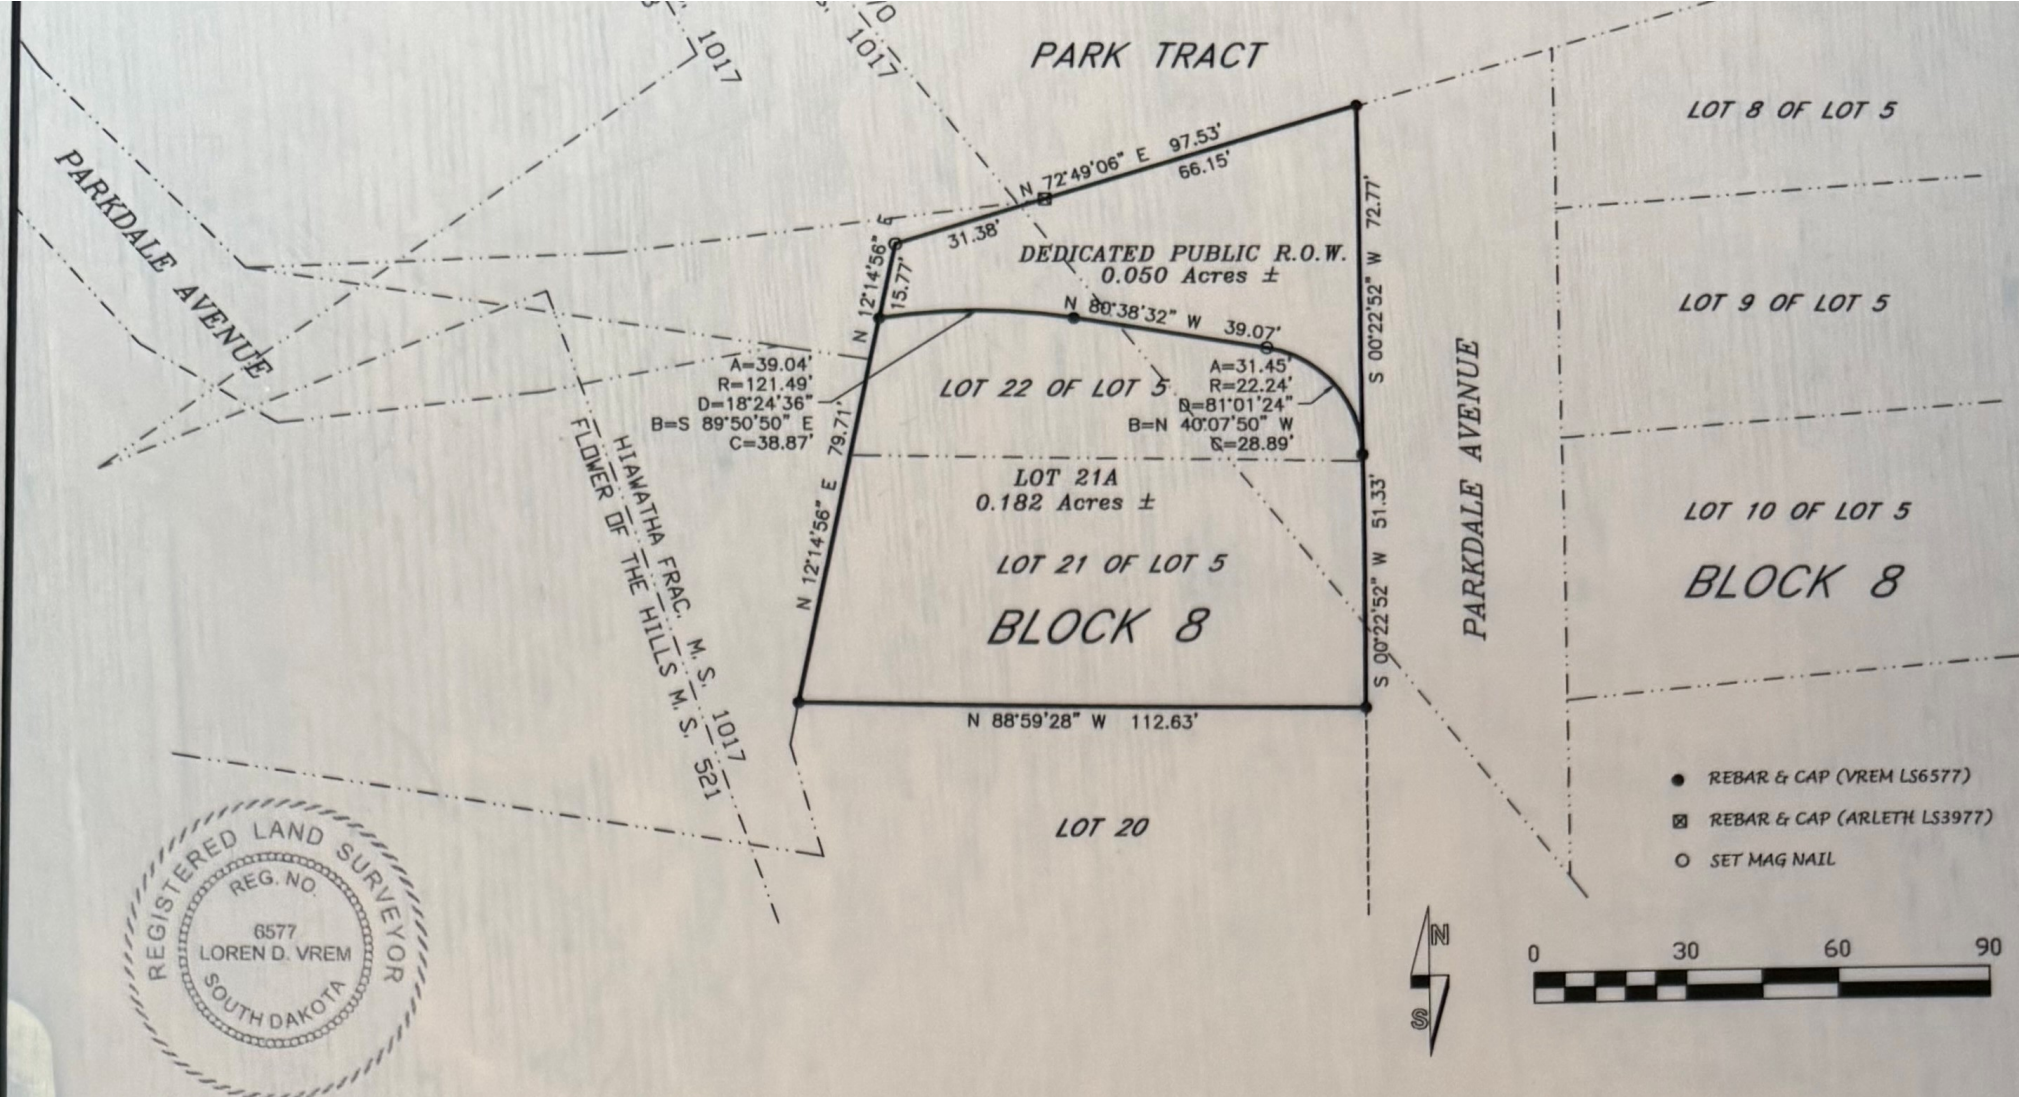 1017
1017
PARK TRACT
LOT 8 OF LOT 5
PARKDALE AVENUE
N 72°49'06" E 97.53'
66.15'
31.38'
N 12°14'56" E
15.77'
DEDICATED PUBLIC R.O.W.
0.050 Acres ±
S 00°22'52" W 72.77'
LOT 9 OF LOT 5
N 80°38'32" W 39.07'
A=39.04'
R=121.49'
D=18°24'36"
B=S 89°50'50" E
C=38.87'
LOT 22 OF LOT 5
A=31.45'
R=22.24'
D=81°01'24"
B=N 40°07'50" W
C=28.89'
N 12°14'56" E 79.71'
LOT 21A
0.182 Acres ±
LOT 21 OF LOT 5
BLOCK 8
S 00°22'52" W 51.33'
PARKDALE AVENUE
LOT 10 OF LOT 5
BLOCK 8
HIAWATHA FRAC. M. S. 1017
FLOWER OF THE HILLS M. S. 521
N 88°59'28" W 112.63'
LOT 20
REBAR & CAP (VREM LS6577)
REBAR & CAP (ARLETH LS3977)
SET MAG NAIL
REGISTERED LAND SURVEYOR
REG. NO.
6577
LOREN D. VREM
SOUTH DAKOTA
N
S
0 30 60 90